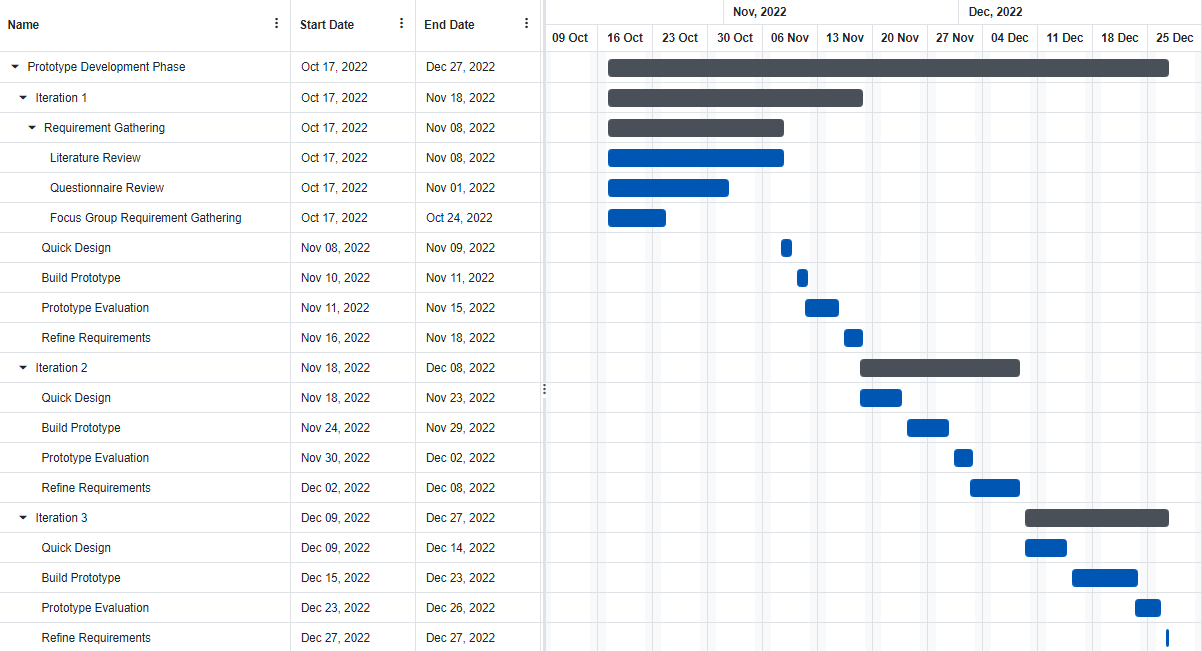 Nov, 2022 Dec, 2022
Name Start Date End Date 09 Oct 16 Oct 23 Oct 30 Oct 06 Nov 13 Nov 20 Nov 27 Nov 04 Dec 11 Dec 18 Dec 25 Dec
Prototype Development Phase Oct 17, 2022 Dec 27, 2022
Iteration 1 Oct 17, 2022 Nov 18, 2022
Requirement Gathering Oct 17, 2022 Nov 08, 2022
Literature Review Oct 17, 2022 Nov 08, 2022
Questionnaire Review Oct 17, 2022 Nov 01, 2022
Focus Group Requirement Gathering Oct 17, 2022 Oct 24, 2022
Quick Design Nov 08, 2022 Nov 09, 2022
Build Prototype Nov 10, 2022 Nov 11, 2022
Prototype Evaluation Nov 11, 2022 Nov 15, 2022
Refine Requirements Nov 16, 2022 Nov 18, 2022
Iteration 2 Nov 18, 2022 Dec 08, 2022
Quick Design Nov 18, 2022 Nov 23, 2022
Build Prototype Nov 24, 2022 Nov 29, 2022
Prototype Evaluation Nov 30, 2022 Dec 02, 2022
Refine Requirements Dec 02, 2022 Dec 08, 2022
Iteration 3 Dec 09, 2022 Dec 27, 2022
Quick Design Dec 09, 2022 Dec 14, 2022
Build Prototype Dec 15, 2022 Dec 23, 2022
Prototype Evaluation Dec 23, 2022 Dec 26, 2022
Refine Requirements Dec 27, 2022 Dec 27, 2022